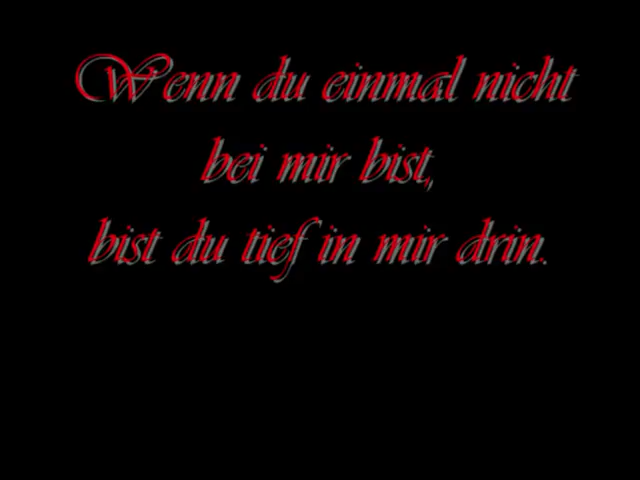 Wenn du einmal nicht
bei mir bist,
bist du tief in mir drin.